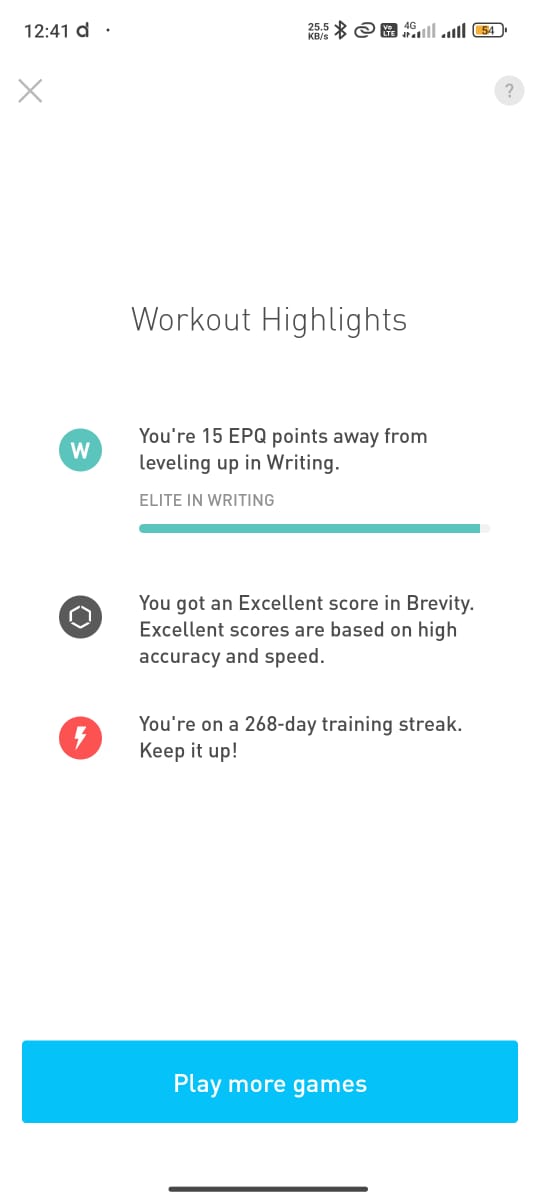 12:41 d
25.5
KB/s
Vo
LTE
4G
54
?
Workout Highlights
W
You're 15 EPQ points away from
leveling up in Writing.
ELITE IN WRITING
You got an Excellent score in Brevity.
Excellent scores are based on high
accuracy and speed.
You're on a 268-day training streak.
Keep it up!
Play more games